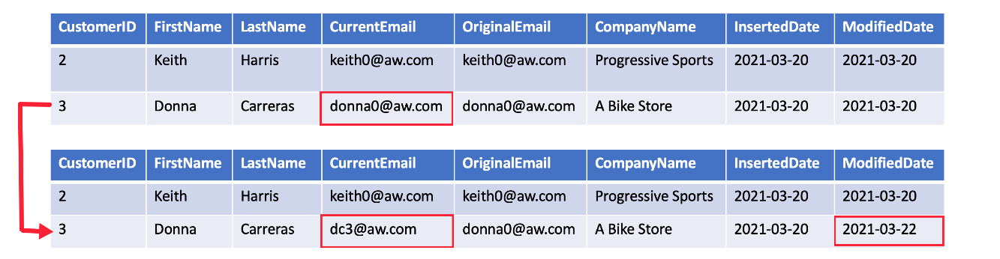 CustomerID FirstName LastName CurrentEmail OriginalEmail CompanyName InsertedDate ModifiedDate
2 Keith Harris keith0@aw.com keith0@aw.com Progressive Sports 2021-03-20 2021-03-20
3 Donna Carreras donna0@aw.com donna0@aw.com A Bike Store 2021-03-20 2021-03-20
CustomerID FirstName LastName CurrentEmail OriginalEmail CompanyName InsertedDate ModifiedDate
2 Keith Harris keith0@aw.com keith0@aw.com Progressive Sports 2021-03-20 2021-03-20
3 Donna Carreras dc3@aw.com donna0@aw.com A Bike Store 2021-03-20 2021-03-22